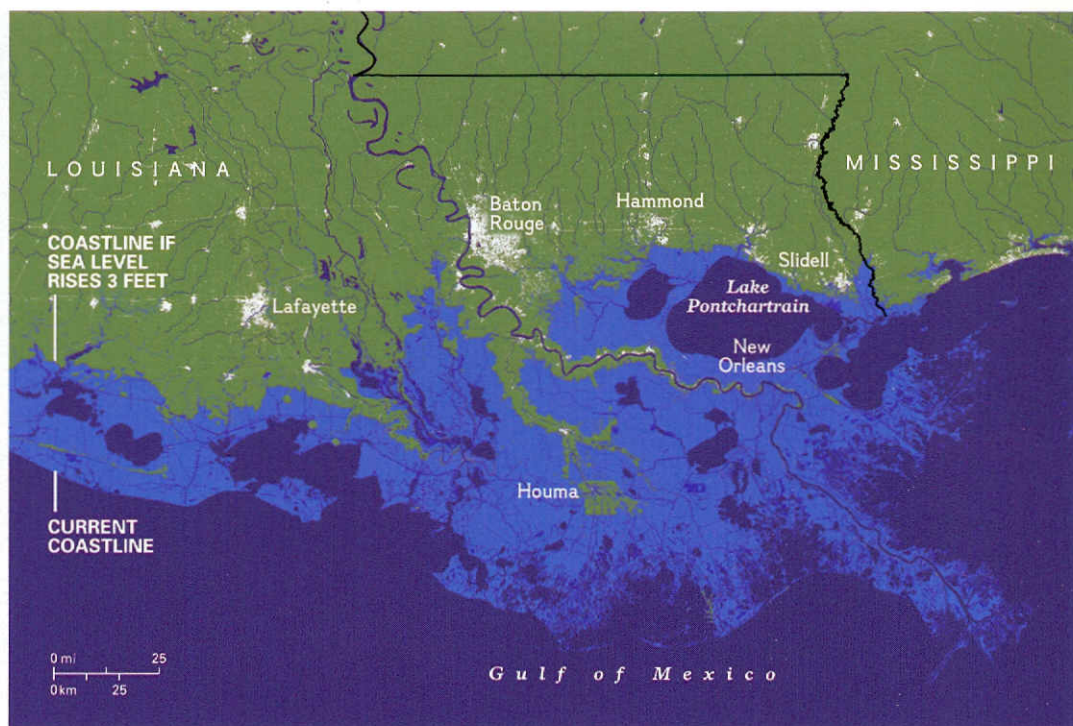 LOUISIANA
MISSISSIPPI
Baton
Rouge
Hammond
COASTLINE IF
SEA LEVEL
RISES 3 FEET
Slidell
Lake
Pontchartrain
Lafayette
New
Orleans
Houma
CURRENT
COASTLINE
0 mi 25
0 km 25
Gulf of Mexico